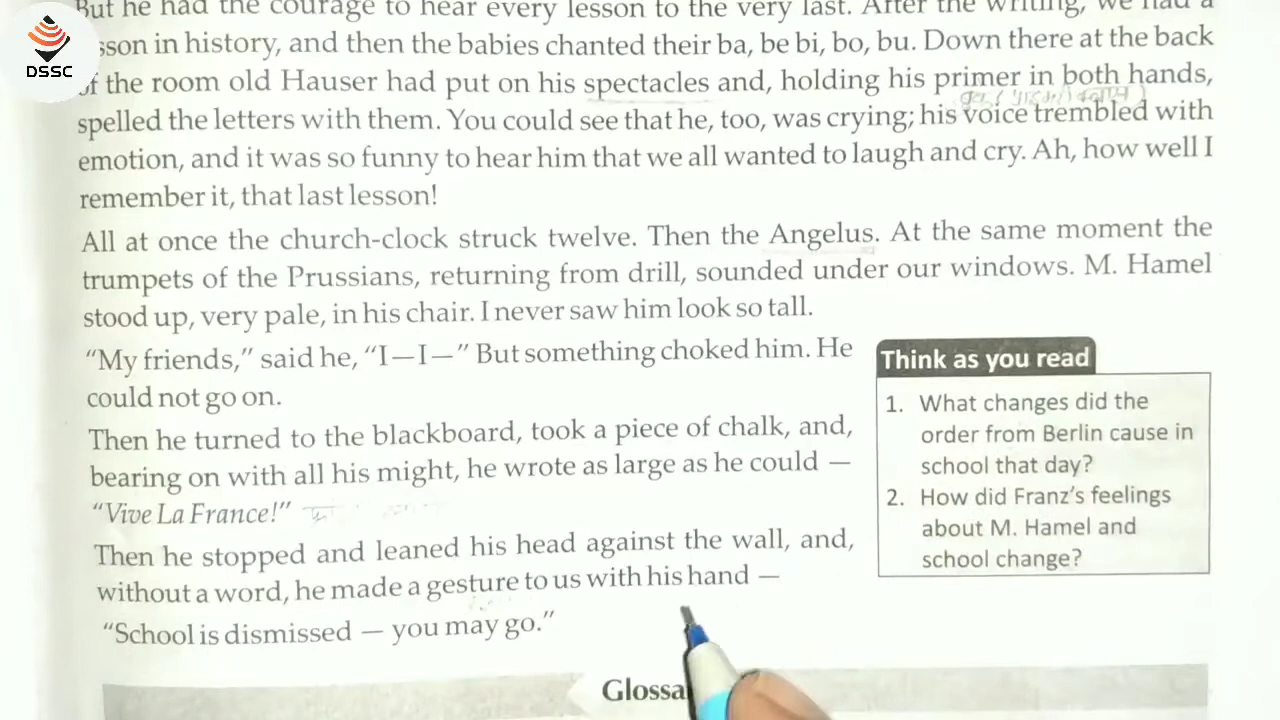 But he had the courage to hear every lesson to the very last. After the writing, we had a
sson in history, and then the babies chanted their ba, be bi, bo, bu. Down there at the back
of the room old Hauser had put on his spectacles and, holding his primer in both hands,
spelled the letters with them. You could see that he, too, was crying; his voice trembled with
emotion, and it was so funny to hear him that we all wanted to laugh and cry. Ah, how well I
remember it, that last lesson!
All at once the church-clock struck twelve. Then the Angelus. At the same moment the
trumpets of the Prussians, returning from drill, sounded under our windows. M. Hamel
stood up, very pale, in his chair. I never saw him look so tall.
“My friends,” said he, “I—I—” But something choked him. He
could not go on.
Then he turned to the blackboard, took a piece of chalk, and,
bearing on with all his might, he wrote as large as he could —
“Vive La France!”
Then he stopped and leaned his head against the wall, and,
without a word, he made a gesture to us with his hand —
“School is dismissed — you may go.”
Think as you read
1. What changes did the
order from Berlin cause in
school that day?
2. How did Franz’s feelings
about M. Hamel and
school change?
Glossa
DSSC